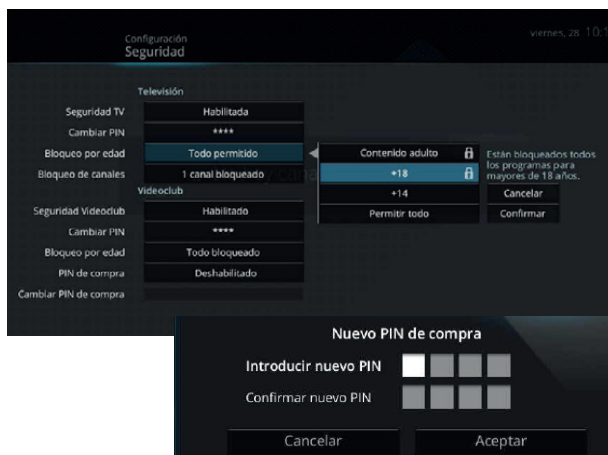 Configuración
viernes, 28 10:
Seguridad
Televisión
Seguridad TV Habilitada
Cambiar PIN ****
Bloqueo por edad Todo permitido Contenido adulto
Bloqueo de canales 1 canal bloqueado +18
+14
Permitir todo
Están bloqueados todos
los programas para
mayores de 18 años.
Cancelar
Confirmar
Videoclub
Seguridad Videoclub Habilitado
Cambiar PIN ****
Bloqueo por edad Todo bloqueado
PIN de compra Deshabilitado
Cambiar PIN de compra
Nuevo PIN de compra
Introducir nuevo PIN
Confirmar nuevo PIN
Cancelar Aceptar